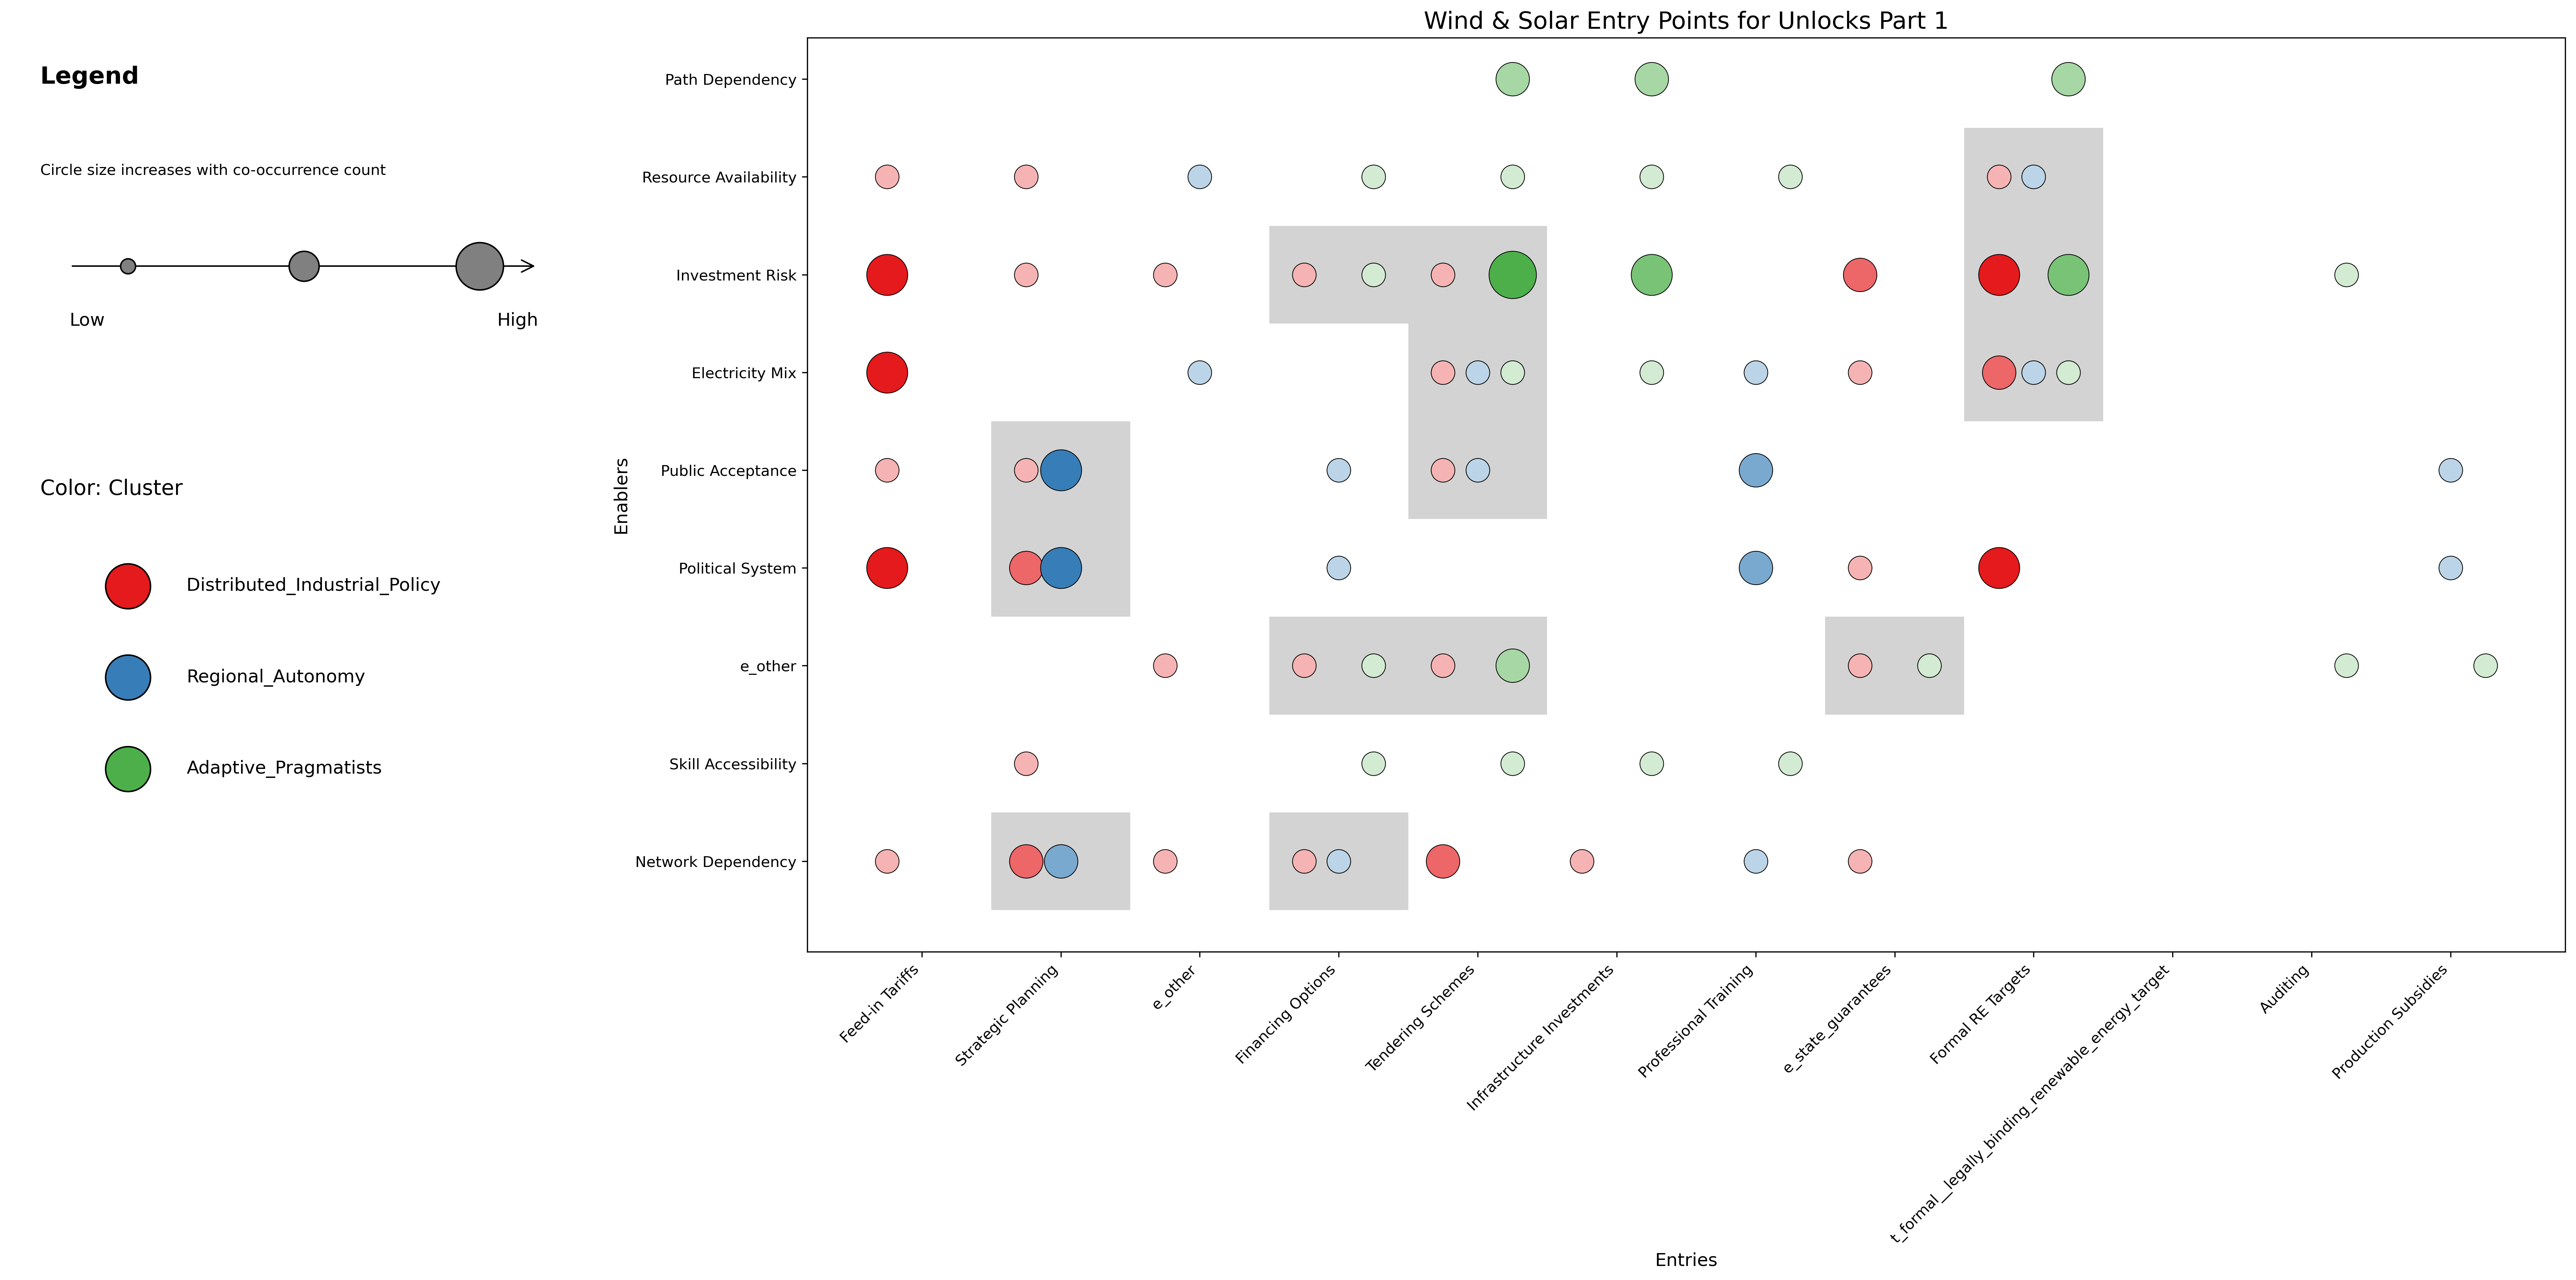 Wind & Solar Entry Points for Unlocks Part 1
Legend
Circle size increases with co-occurrence count
Low
High
Color: Cluster
Distributed_Industrial_Policy
Regional_Autonomy
Adaptive_Pragmatists
Enablers
Path Dependency
Resource Availability
Investment Risk
Electricity Mix
Public Acceptance
Political System
e_other
Skill Accessibility
Network Dependency
Feed-in Tariffs
Strategic Planning
e_other
Financing Options
Tendering Schemes
Infrastructure Investments
Professional Training
e_state_guarantees
Formal RE Targets
t_formal__legally_binding_renewable_energy_target
Auditing
Production Subsidies
Entries